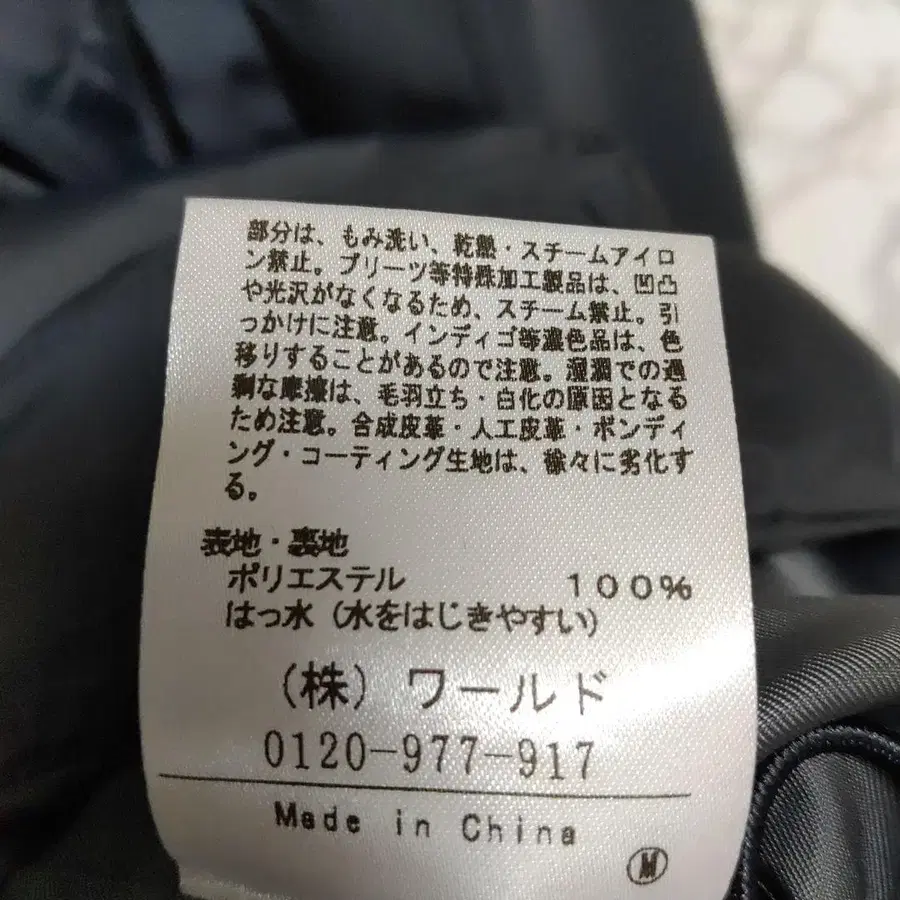 部分は、もみ洗い、乾熱・スチームアイロ
ン禁止。プリーツ等特殊加工製品は、凹凸
や光沢がなくなるため、スチーム禁止。引
っかけに注意。インディゴ等濃色品は、色
移りすることがあるので注意。湿潤での過
剰な摩擦は、毛羽立ち・白化の原因となる
ため注意。合成皮革・人工皮革・ボンディ
ング・コーティング生地は、徐々に劣化す
る。
表地・裏地
ポリエステル 100%
はっ水（水をはじきやすい）
（株）ワールド
0120-977-917
Made in China
M